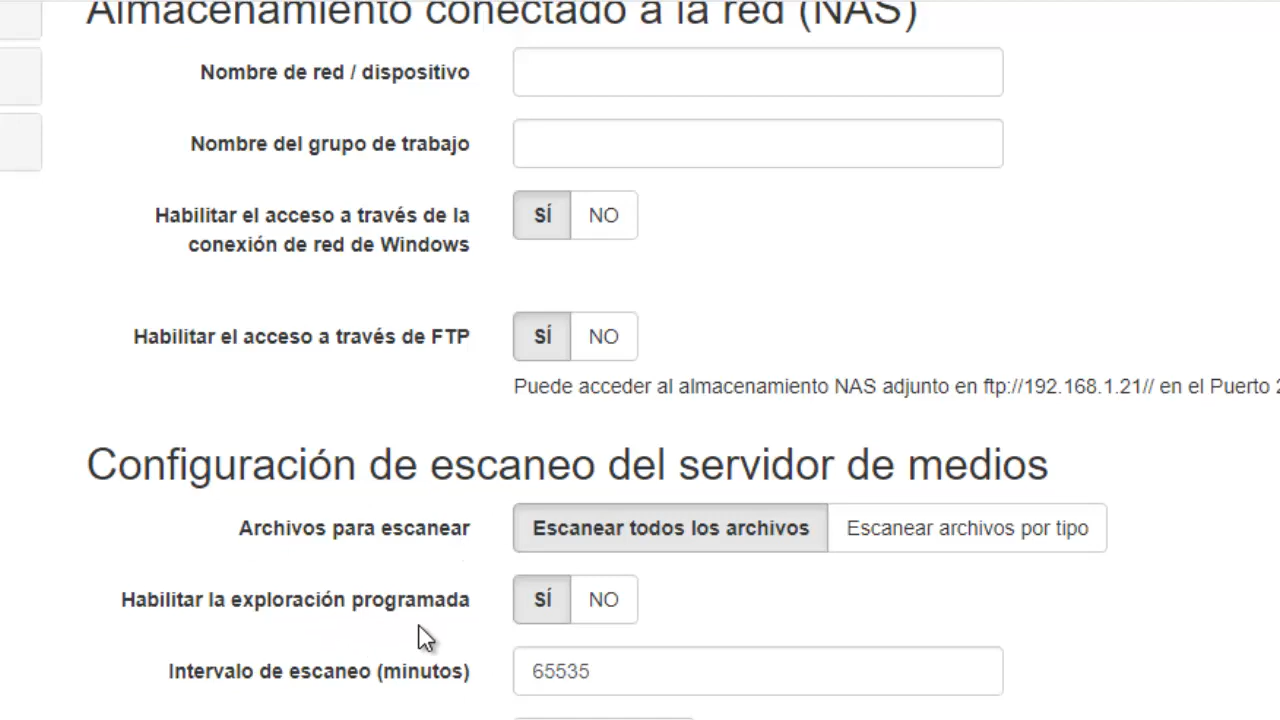 Almacenamiento conectado a la red (NAS)
Nombre de red / dispositivo
Nombre del grupo de trabajo
Habilitar el acceso a través de la SÍ NO
conexión de red de Windows
Habilitar el acceso a través de FTP SÍ NO
Puede acceder al almacenamiento NAS adjunto en ftp://192.168.1.21// en el Puerto
Configuración de escaneo del servidor de medios
Archivos para escanear Escanear todos los archivos Escanear archivos por tipo
Habilitar la exploración programada SÍ NO
Intervalo de escaneo (minutos) 65535